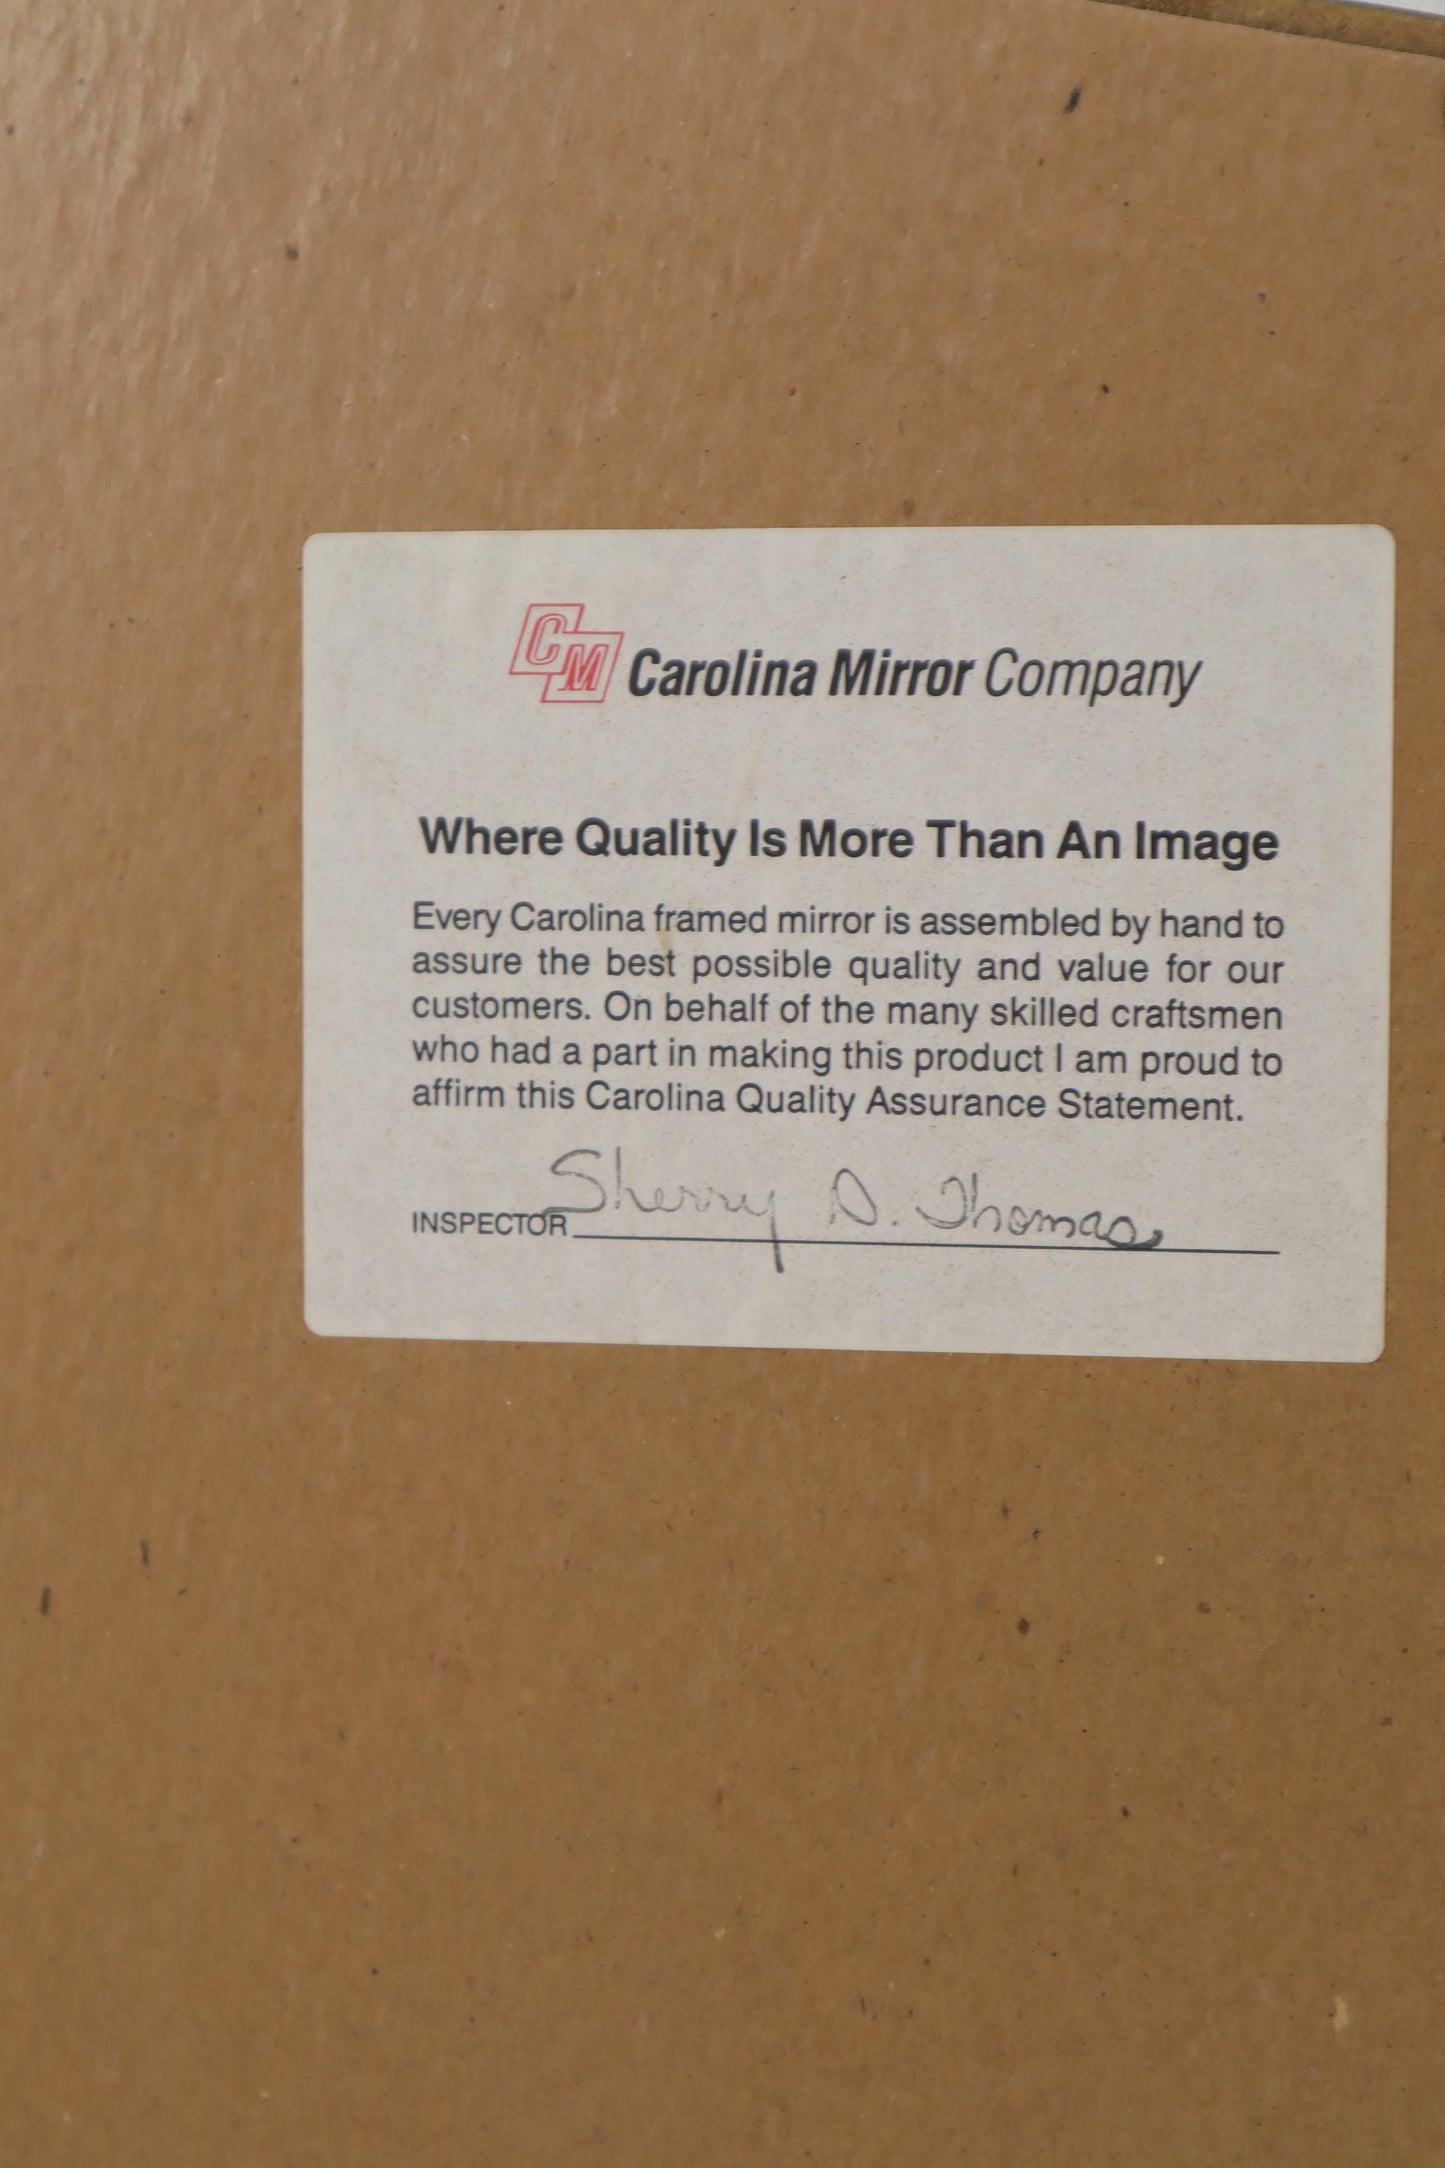 CM Carolina Mirror Company
Where Quality Is More Than An Image
Every Carolina framed mirror is assembled by hand to
assure the best possible quality and value for our
customers. On behalf of the many skilled craftsmen
who had a part in making this product I am proud to
affirm this Carolina Quality Assurance Statement.
INSPECTOR Sherry D. Thomas